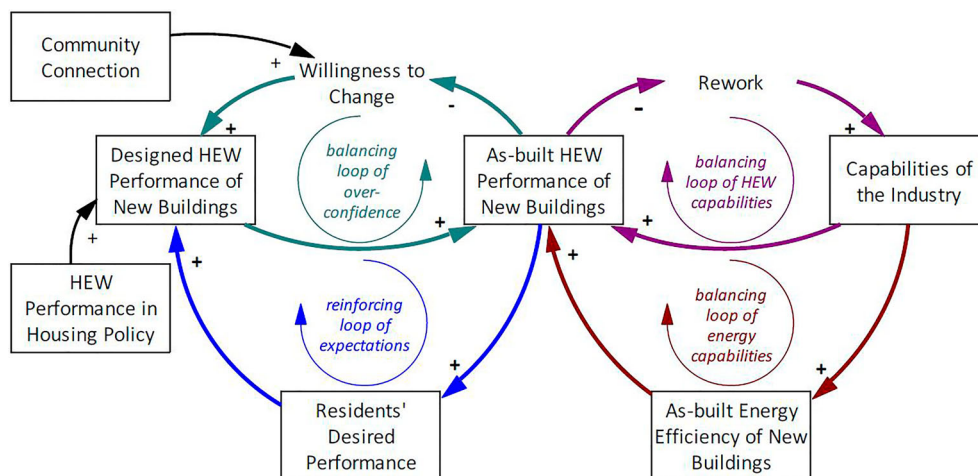 Community
Connection
+
Willingness to
Change
-
-
Rework
+
+
Designed HEW
Performance of
New Buildings
balancing
loop of
over-
confidence
As-built HEW
Performance of
New Buildings
balancing
loop of HEW
capabilities
Capabilities of
the Industry
+
+
+
+
+
+
HEW
Performance in
Housing Policy
reinforcing
loop of
expectations
balancing
loop of
energy
capabilities
+
+
Residents'
Desired
Performance
As-built Energy
Efficiency of New
Buildings